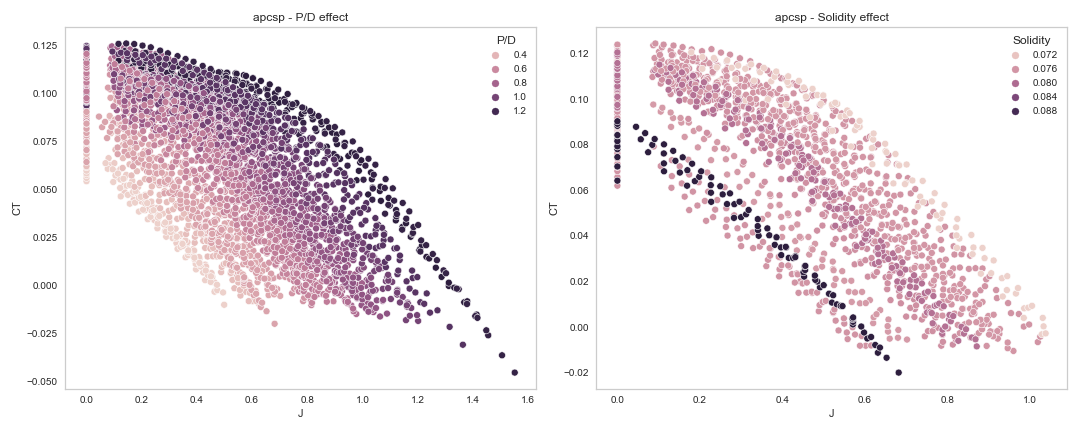 apcsp - P/D effect
P/D
0.4
0.6
0.8
1.0
1.2
0.125
0.100
0.075
0.050
0.025
0.000
−0.025
−0.050
CT
0.0 0.2 0.4 0.6 0.8 1.0 1.2 1.4 1.6
J
apcsp - Solidity effect
Solidity
0.072
0.076
0.080
0.084
0.088
0.12
0.10
0.08
0.06
0.04
0.02
0.00
−0.02
CT
0.0 0.2 0.4 0.6 0.8 1.0
J